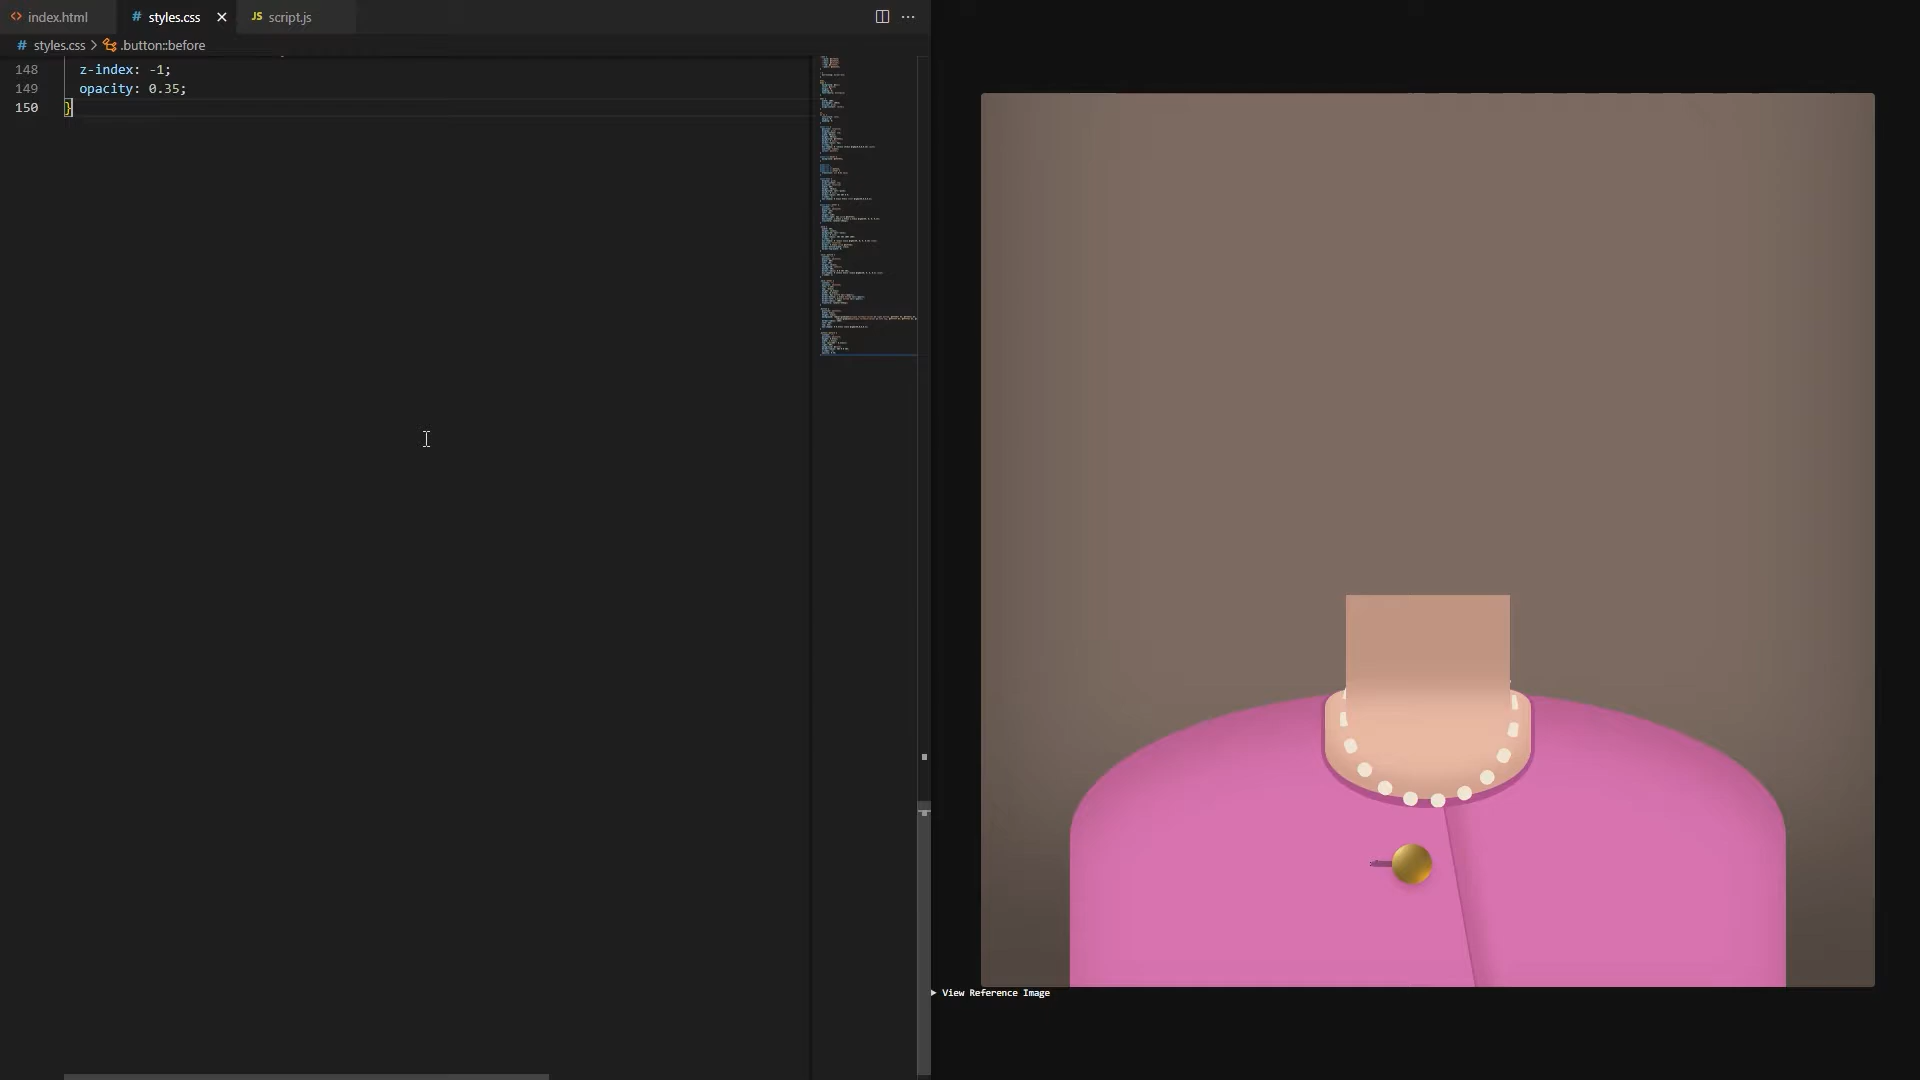 index.html
styles.css
JS script.js
# styles.css > .button::before
148 z-index: -1;
149 opacity: 0.35;
150 }
View Reference Image